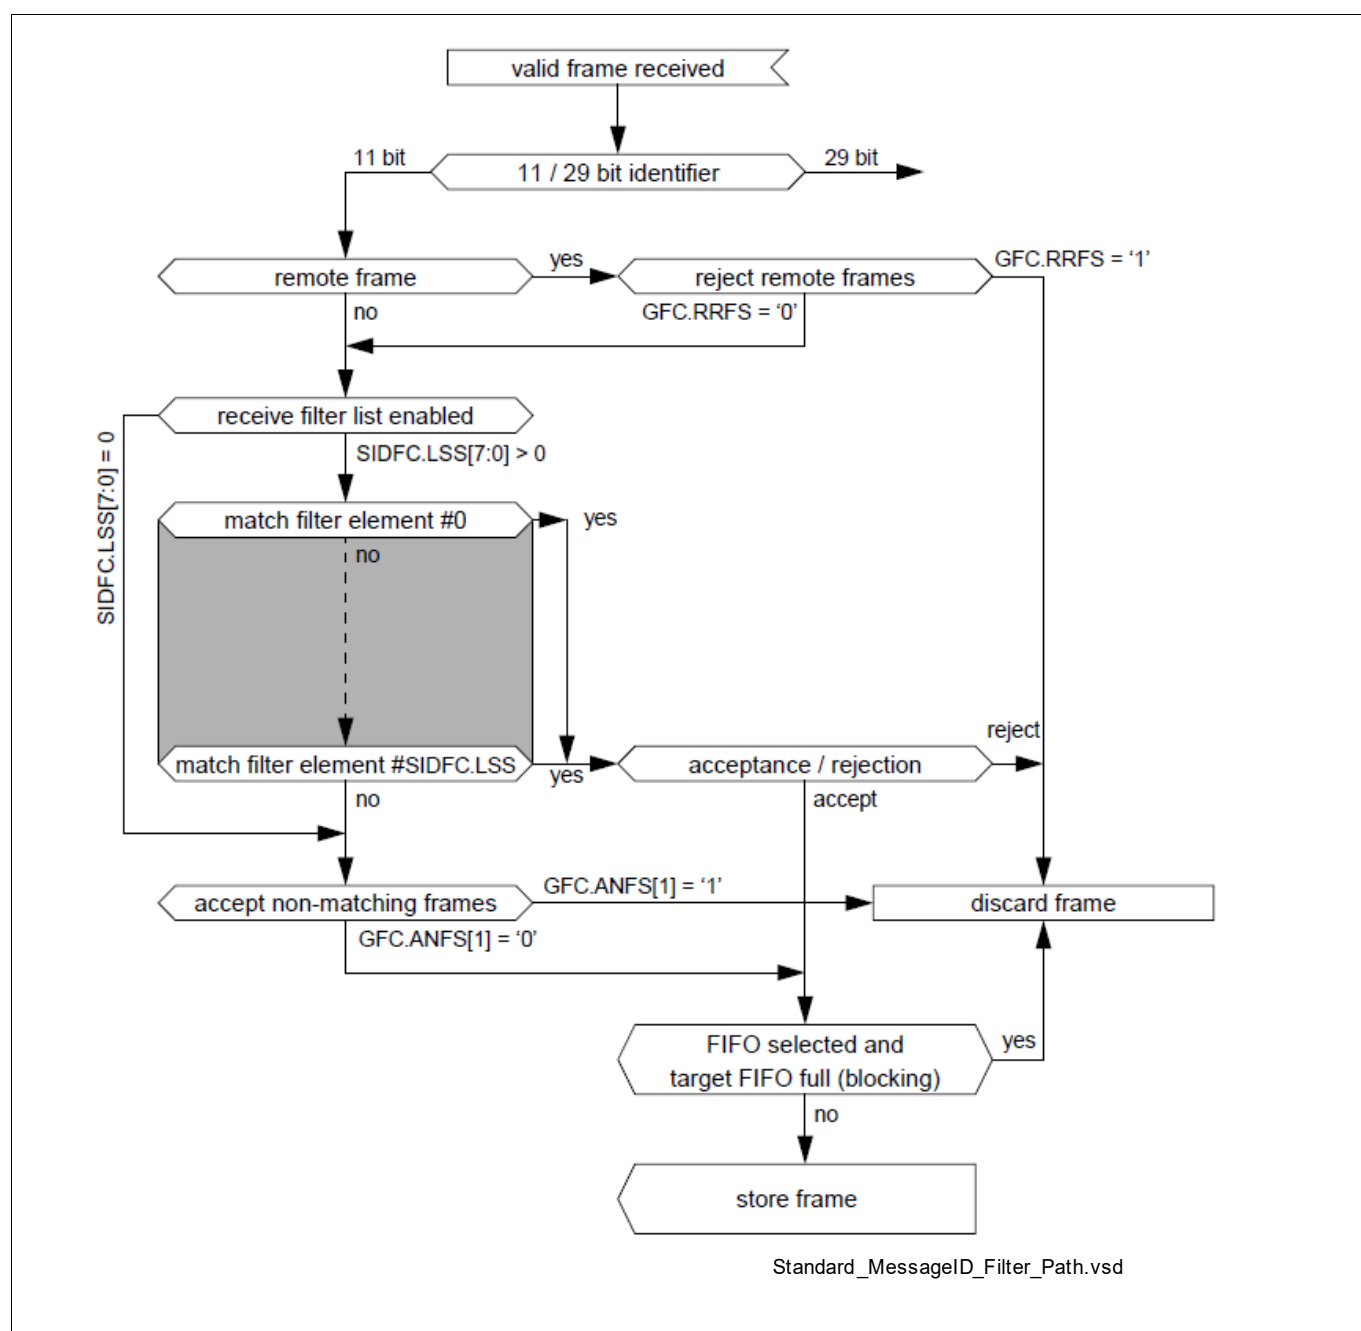 valid frame received
11 bit
11 / 29 bit identifier
29 bit
remote frame
yes
reject remote frames
GFC.RRFS = ‘1’
no
GFC.RRFS = ‘0’
receive filter list enabled
SIDFC.LSS[7:0] = 0
SIDFC.LSS[7:0] > 0
match filter element #0
yes
no
match filter element #SIDFC.LSS
yes
acceptance / rejection
reject
no
accept
accept non-matching frames
GFC.ANFS[1] = ‘1’
discard frame
GFC.ANFS[1] = ‘0’
FIFO selected and
target FIFO full (blocking)
yes
no
store frame
Standard_MessageID_Filter_Path.vsd